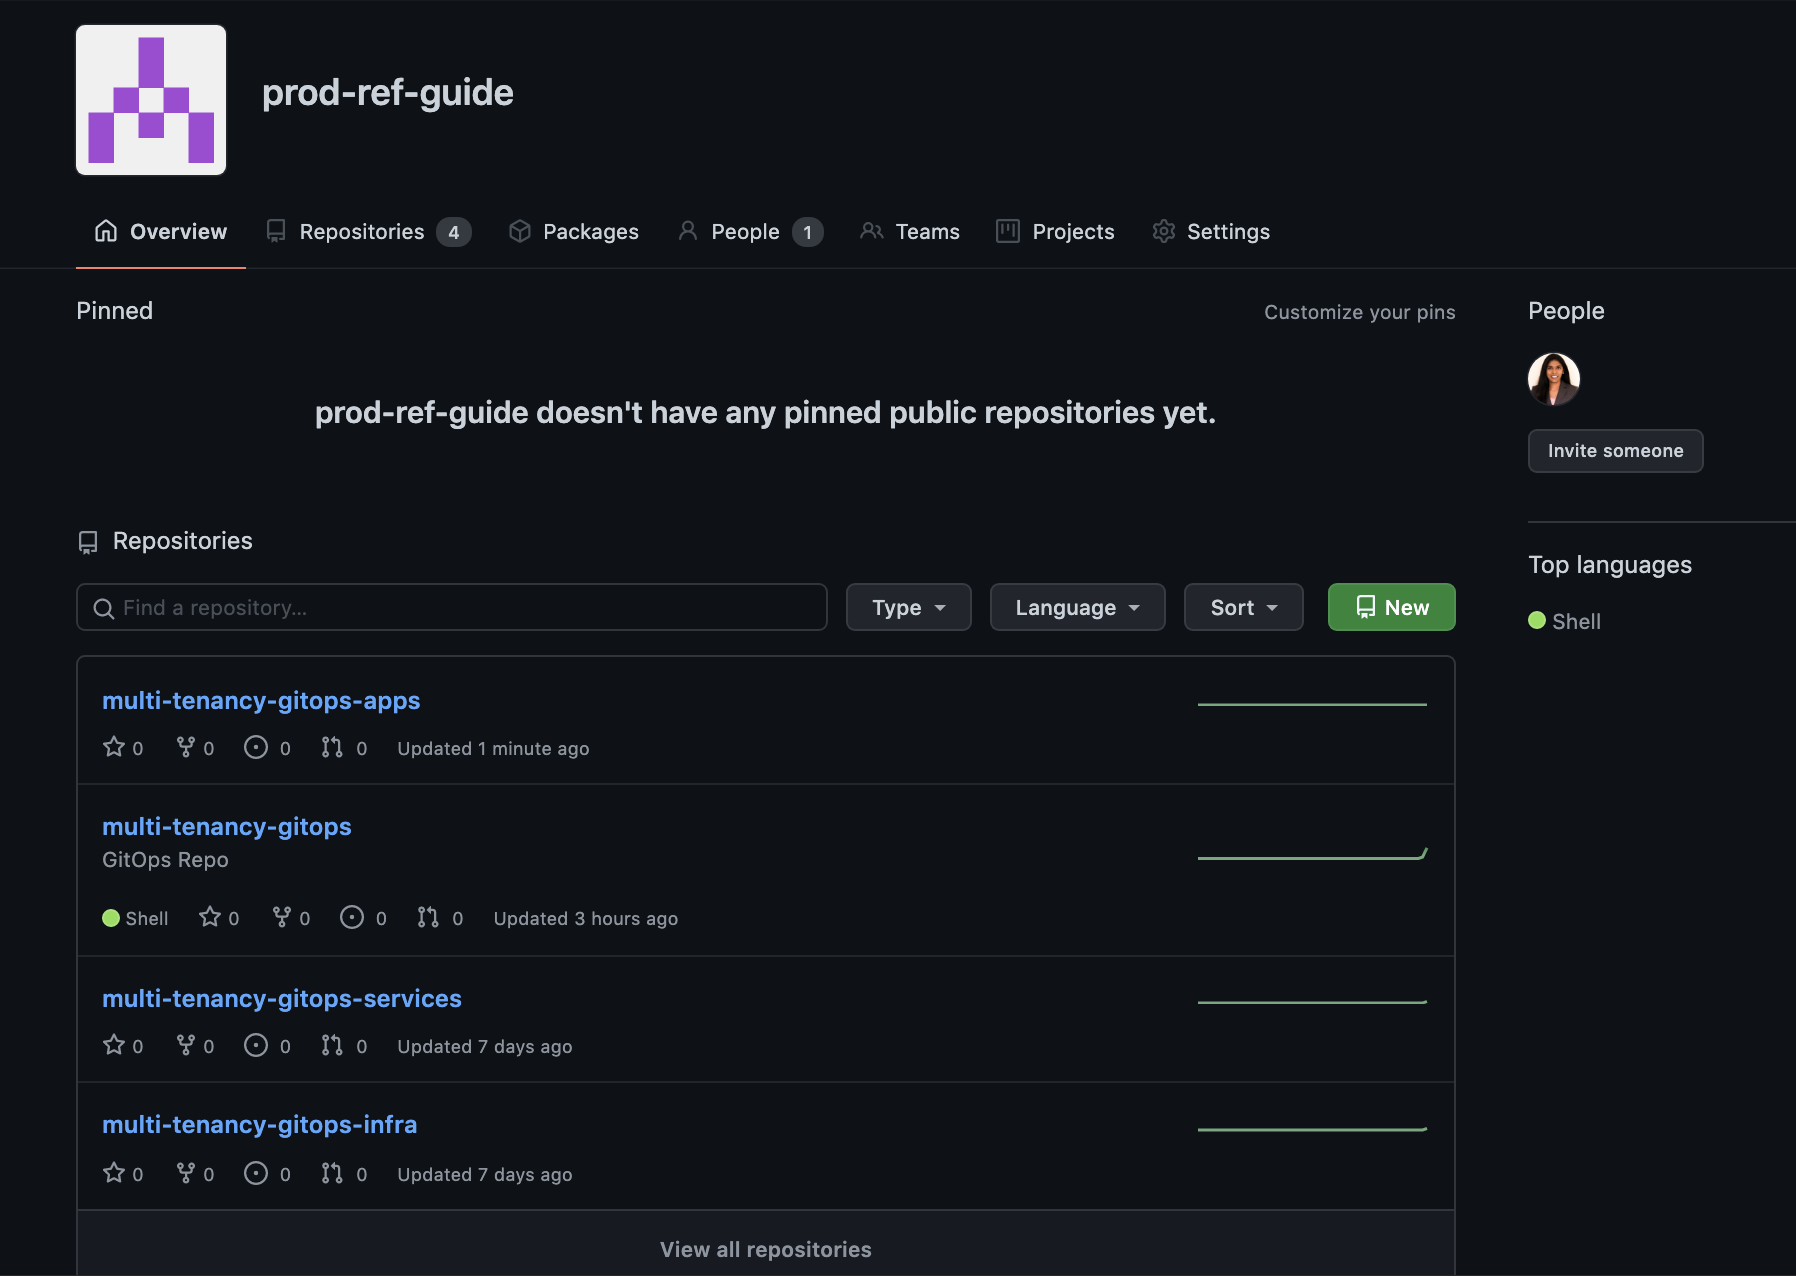 prod-ref-guide
Overview Repositories 4 Packages People 1 Teams Projects Settings
Pinned Customize your pins
prod-ref-guide doesn't have any pinned public repositories yet.
Repositories
Find a repository... Type Language Sort New
multi-tenancy-gitops-apps
0 0 0 0 Updated 1 minute ago
multi-tenancy-gitops
GitOps Repo
Shell 0 0 0 0 Updated 3 hours ago
multi-tenancy-gitops-services
0 0 0 0 Updated 7 days ago
multi-tenancy-gitops-infra
0 0 0 0 Updated 7 days ago
View all repositories
People
Invite someone
Top languages
Shell